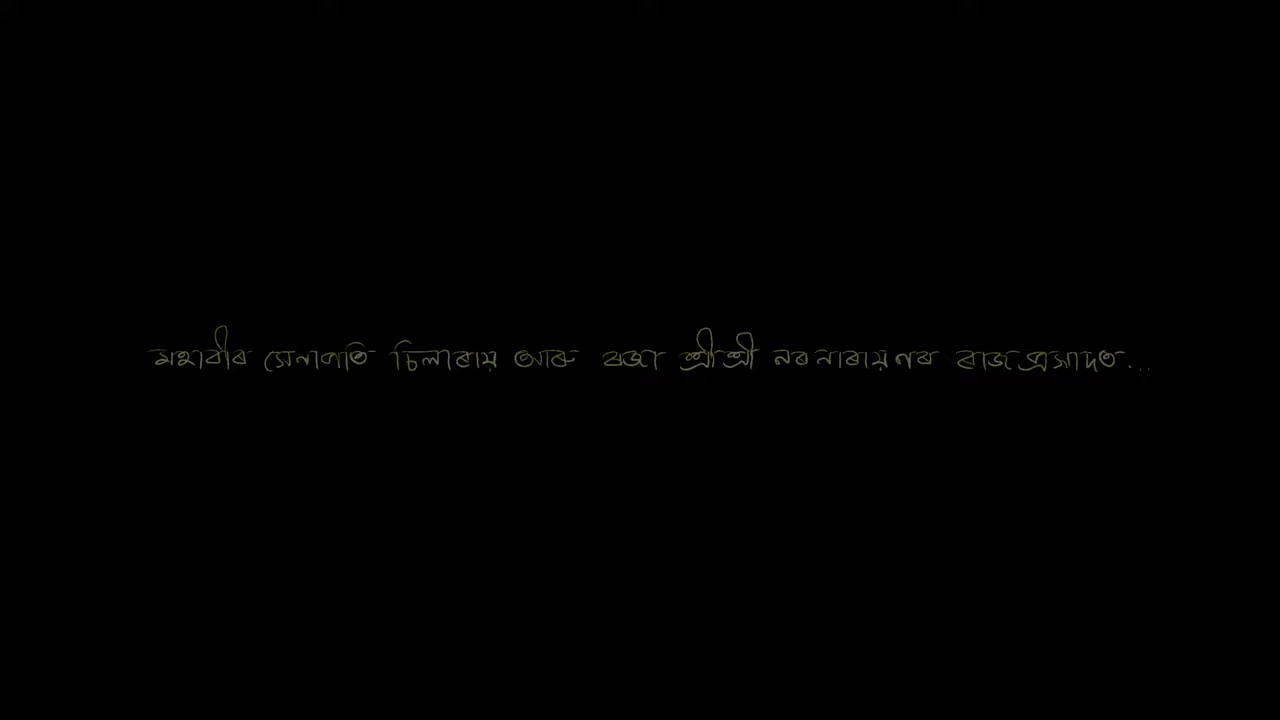 মহাবীৰ সেনাপতি চিলাৰায় আৰু ৰজা শ্ৰীশ্ৰী নৰনাৰায়ণৰ ৰাজপ্ৰসাদত...